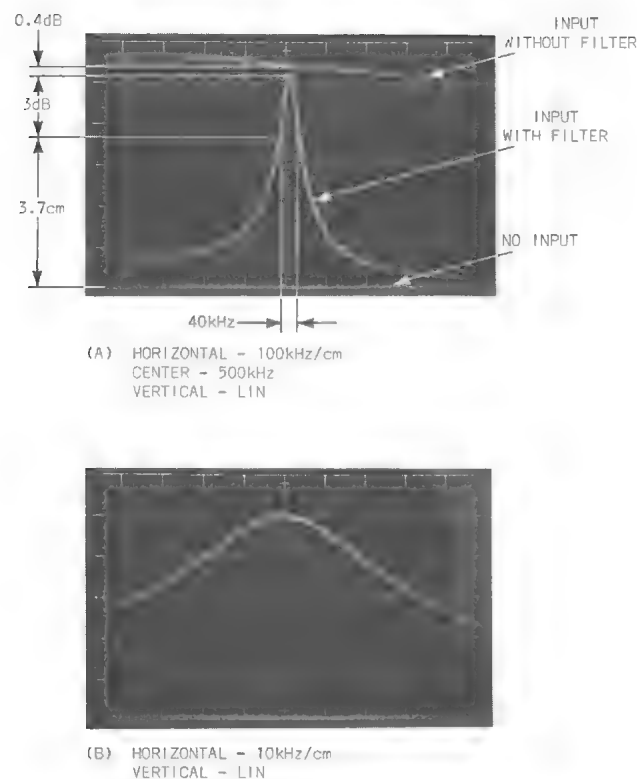 0.4dB
INPUT
WITHOUT FILTER
3dB
INPUT
WITH FILTER
3.7cm
NO INPUT
40kHz
(A) HORIZONTAL - 100kHz/cm
CENTER - 500kHz
VERTICAL - LIN
(B) HORIZONTAL - 10kHz/cm
VERTICAL - LIN